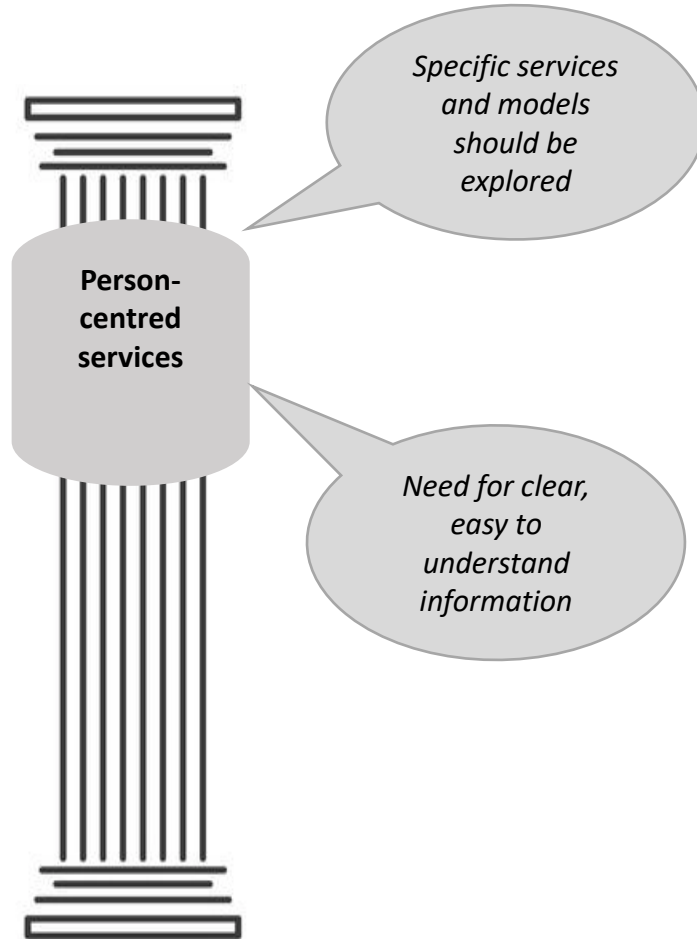 Specific services
and models
should be
explored
Person-
centred
services
Need for clear,
easy to
understand
information